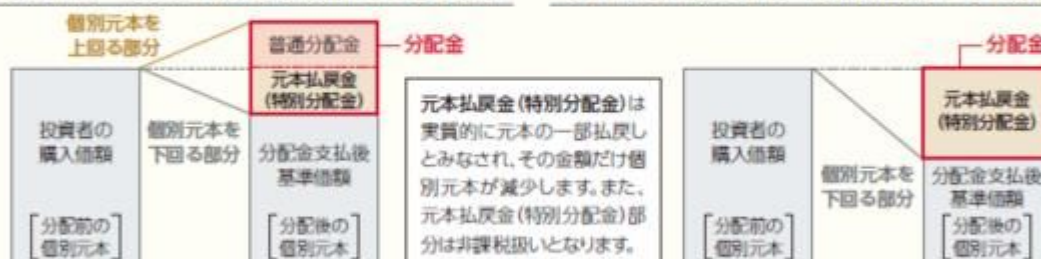 個別元本を
上回る部分
普通分配金
分配金
元本払戻金
(特別分配金)
投資者の
購入価額
個別元本を
下回る部分
分配金支払後
基準価額
[分配前の
個別元本]
[分配後の
個別元本]
元本払戻金(特別分配金)は
実質的に元本の一部払戻し
とみなされ、その金額だけ個
別元本が減少します。また、
元本払戻金(特別分配金)部
分は非課税扱いとなります。
分配金
元本払戻金
(特別分配金)
投資者の
購入価額
個別元本を
下回る部分
分配金支払後
基準価額
[分配前の
個別元本]
[分配後の
個別元本]